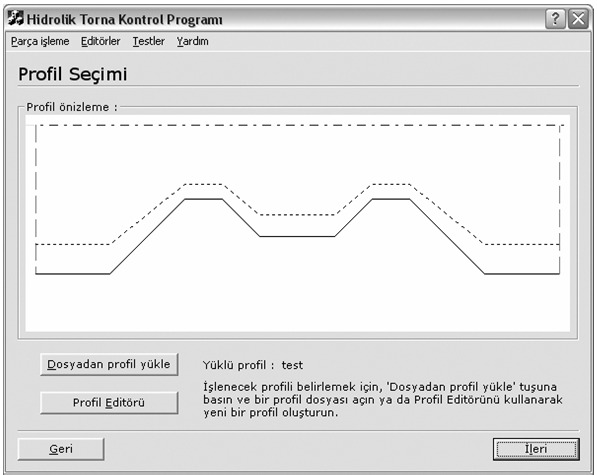 Hidrolik Torna Kontrol Programı
Parça işleme Editörler Testler Yardım
Profil Seçimi
Profil önizleme :
Dosyadan profil yükle
Yüklü profil : test
İşlenecek profili belirlemek için, 'Dosyadan profil yükle' tuşuna
basın ve bir profil dosyası açın ya da Profil Editörünü kullanarak
yeni bir profil oluşturun.
Profil Editörü
Geri
İleri